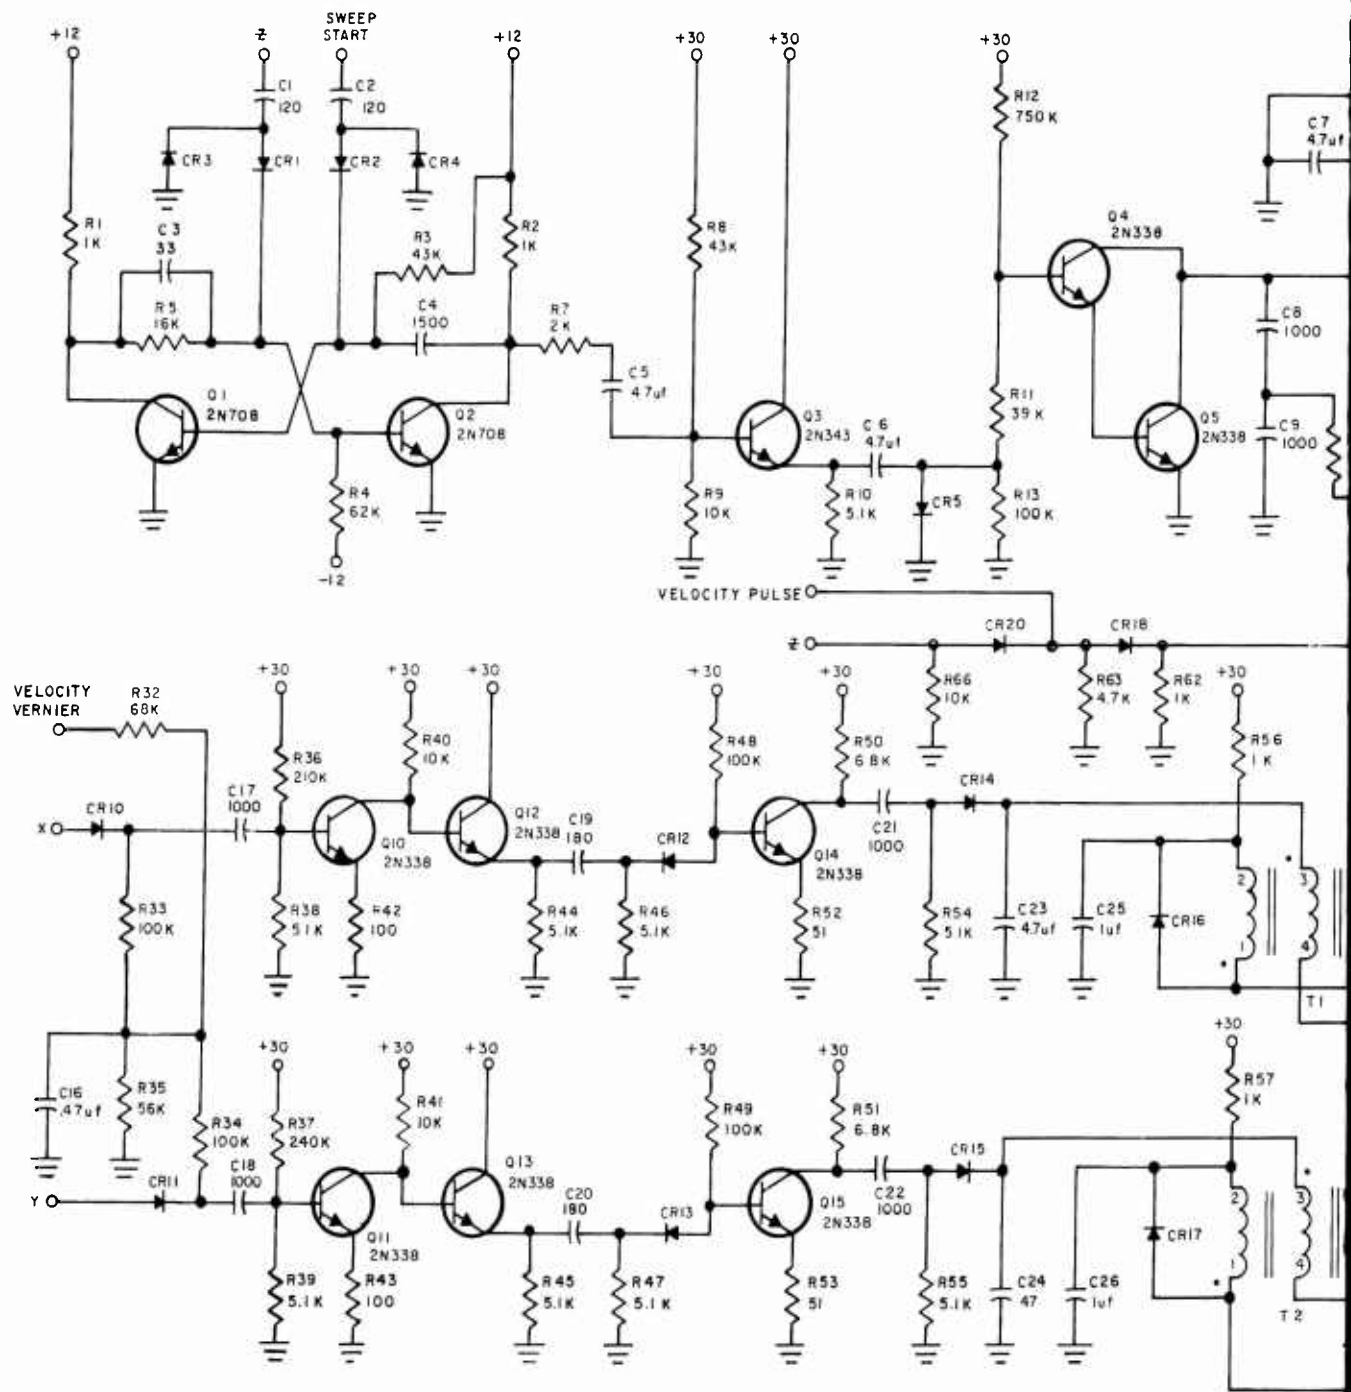 SWEEP
START
+12
Z
+12
+30
+30
+30
C1
120
C2
120
R12
750K
C7
4.7uf
CR3
CR1
CR2
CR4
R1
1K
C3
33
R3
43K
R2
1K
R8
43K
Q4
2N338
R5
16K
C4
1500
R7
2K
C8
1000
C5
4.7uf
Q1
2N708
Q2
2N708
Q3
2N343
C6
4.7uf
R11
39K
Q5
2N338
C9
1000
R4
62K
R9
10K
R10
5.1K
CR5
R13
100K
-12
VELOCITY PULSE
Z
CR20
CR18
R66
10K
R63
4.7K
R62
1K
+30
VELOCITY
VERNIER
R32
68K
+30
+30
+30
+30
+30
R36
210K
R40
10K
R48
100K
R50
6.8K
R56
1K
X
CR10
C17
1000
Q10
2N338
Q12
2N338
C19
180
CR12
Q14
2N338
C21
1000
CR14
R33
100K
R38
51K
R42
100
R44
5.1K
R46
5.1K
R52
51
R54
51K
C23
4.7uf
C25
1uf
CR16
2
1
3
4
T1
C16
.47uf
R35
56K
R34
100K
+30
+30
+30
+30
+30
+30
R37
240K
R41
10K
R49
100K
R51
6.8K
R57
1K
Y
CR11
C18
1000
Q11
2N338
Q13
2N338
C20
180
CR13
Q15
2N338
C22
1000
CR15
R39
5.1K
R43
100
R45
5.1K
R47
5.1K
R53
51
R55
5.1K
C24
47
C26
1uf
CR17
2
1
3
4
T2